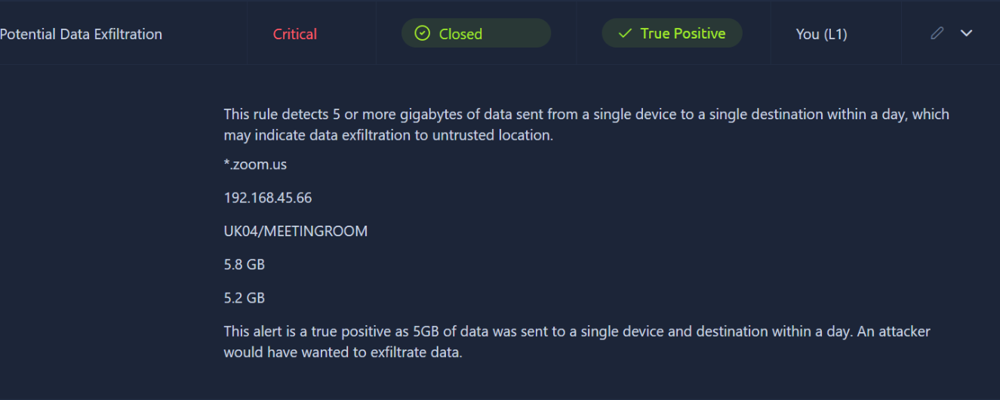 Potential Data Exfiltration Critical Closed True Positive You (L1)
This rule detects 5 or more gigabytes of data sent from a single device to a single destination within a day, which
may indicate data exfiltration to untrusted location.
*.zoom.us
192.168.45.66
UK04/MEETINGROOM
5.8 GB
5.2 GB
This alert is a true positive as 5GB of data was sent to a single device and destination within a day. An attacker
would have wanted to exfiltrate data.